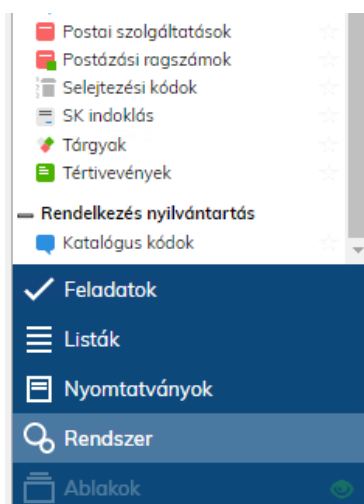 Postai szolgáltatások
Postázási ragszámok
Selejtezési kódok
SK indoklás
Tárgyak
Tértivevények
Rendelkezés nyilvántartás
Katalógus kódok
Feladatok
Listák
Nyomtatványok
Rendszer
Ablakok